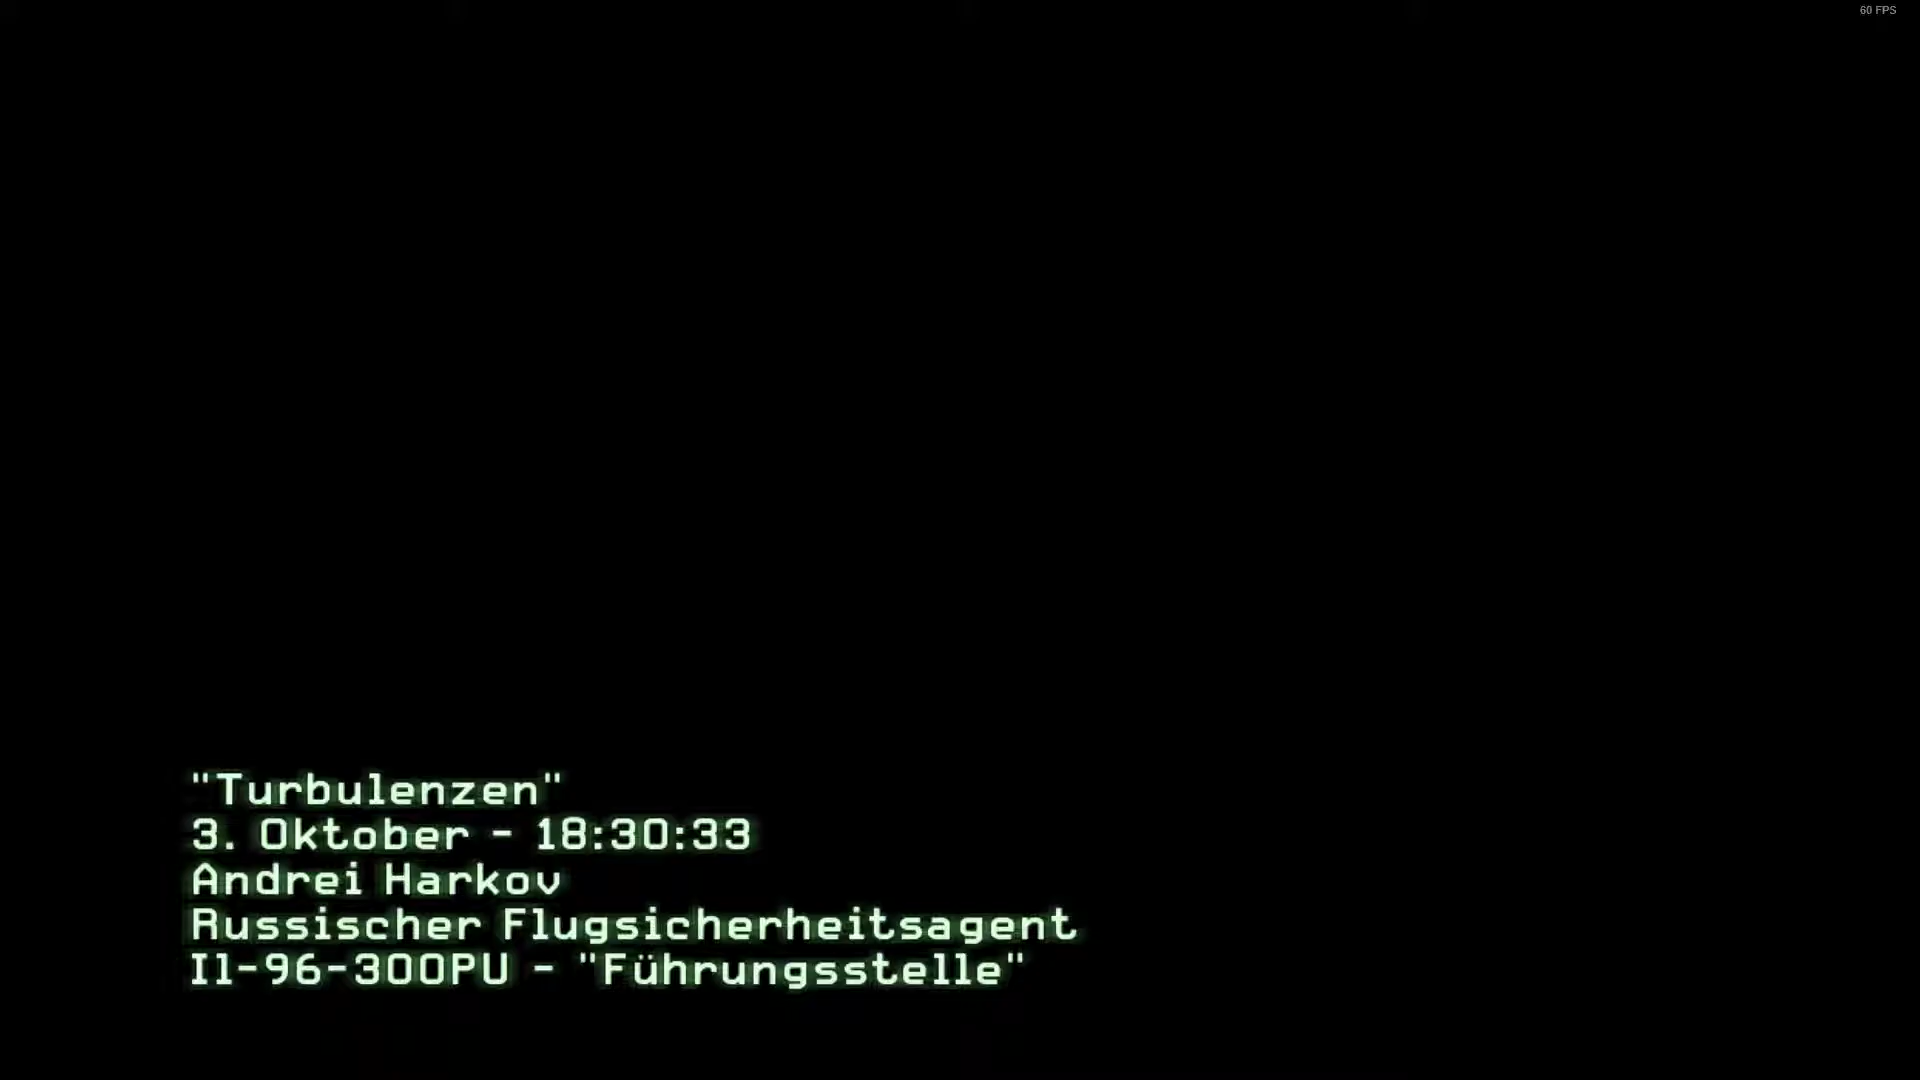 60 FPS
"Turbulenzen"
3. Oktober - 18:30:33
Andrei Harkov
Russischer Flugsicherheitsagent
Il-96-300PU - "Führungsstelle"